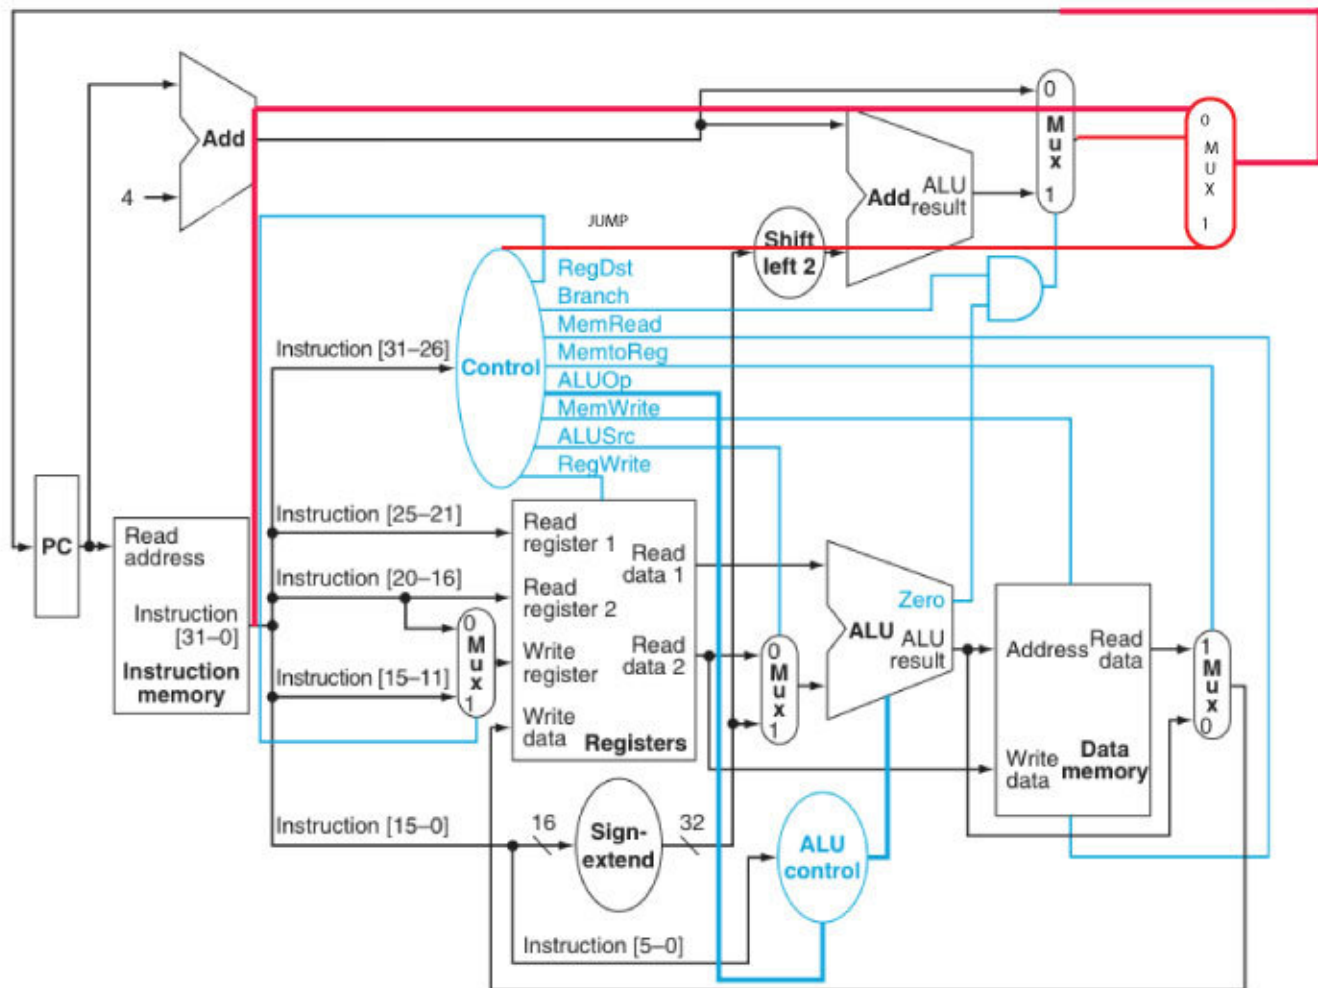 0
M
u
x
1
0
M
U
X
1
Add
4
Add
ALU
result
JUMP
Shift
left 2
RegDst
Branch
MemRead
MemtoReg
ALUOp
MemWrite
ALUSrc
RegWrite
Control
Instruction [31–26]
PC
Read
address
Instruction
[31–0]
Instruction
memory
Instruction [25–21]
Instruction [20–16]
Instruction [15–11]
0
M
u
x
1
Read
register 1
Read
register 2
Write
register
Write
data
Read
data 1
Read
data 2
Registers
0
M
u
x
1
Zero
ALU
ALU
result
Address
Read
data
Write
data
Data
memory
1
M
u
x
0
Instruction [15–0]
16
Sign-
extend
32
ALU
control
Instruction [5–0]